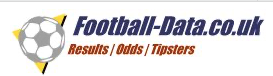 Football-Data.co.uk
Results | Odds | Tipsters